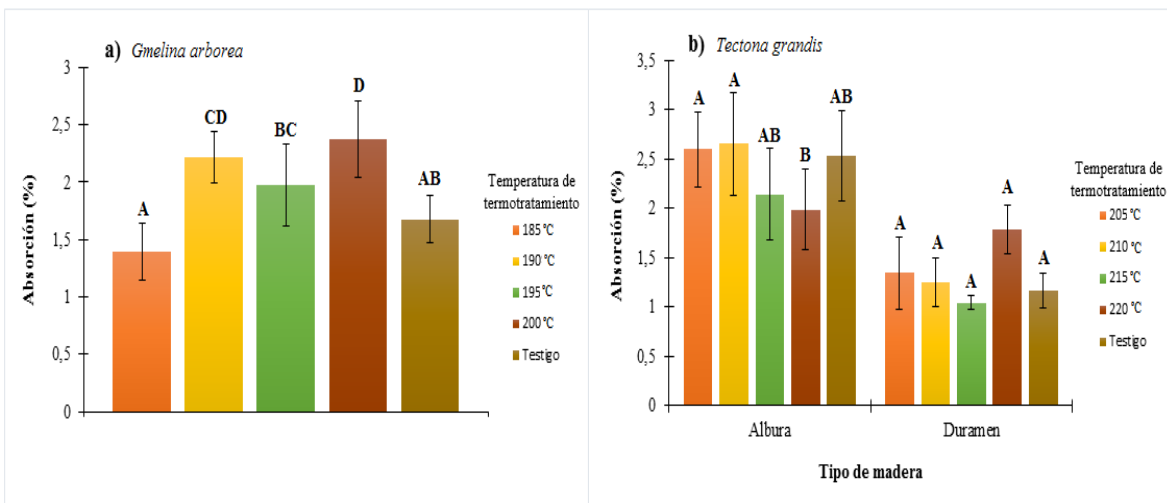 a) Gmelina arborea
Absorción (%)
3
2,5
2
1,5
1
0,5
0
A
CD
BC
D
AB
Temperatura de
termotratamiento
185°C
190°C
195°C
200°C
Testigo
b) Tectona grandis
Absorción (%)
3,5
3
2,5
2
1,5
1
0,5
0
A
A
AB
B
AB
A
A
A
A
A
Albura
Duramen
Tipo de madera
Temperatura de
termotratamiento
205°C
210°C
215°C
220°C
Testigo